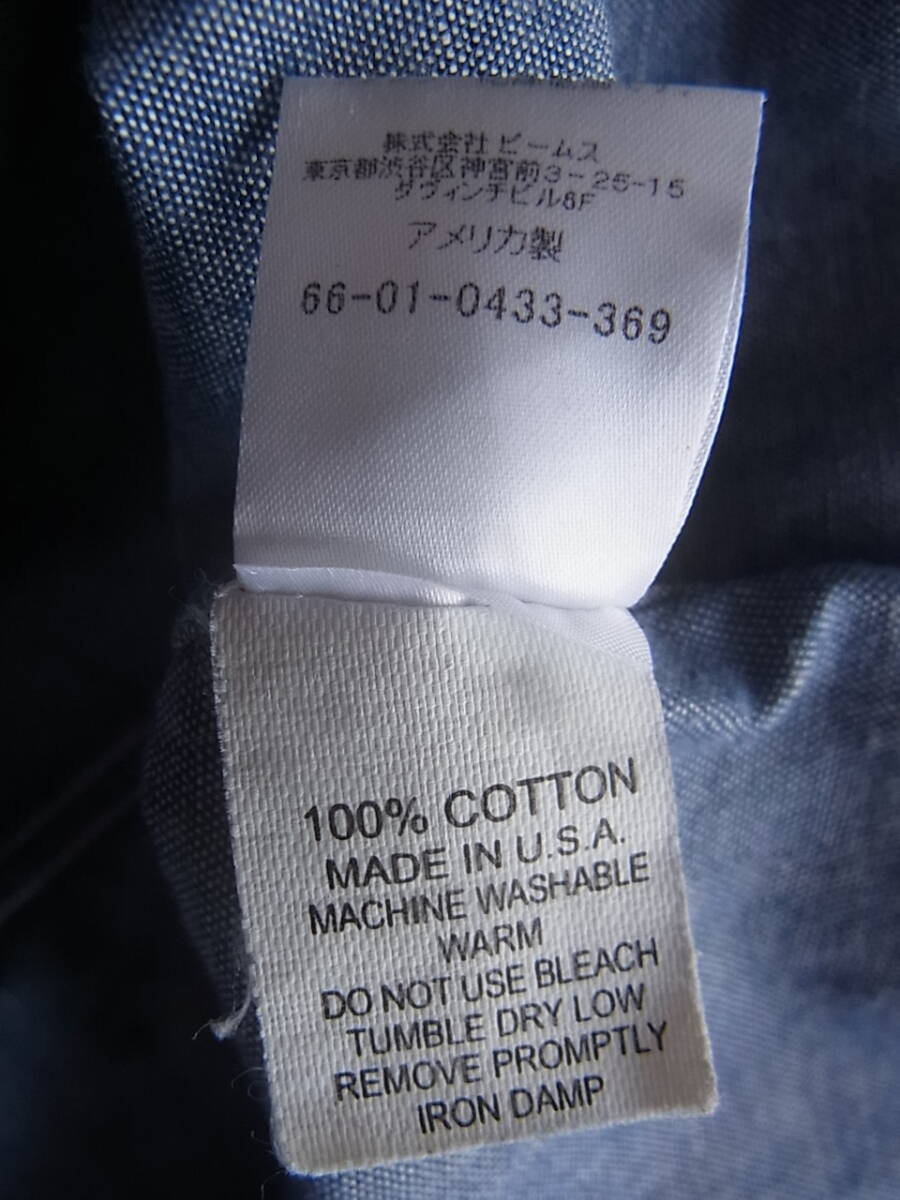 株式会社 ビームス
東京都渋谷区神宮前3-25-15
ダヴィンチビル6F
アメリカ製
66-01-0433-369
100% COTTON
MADE IN U.S.A.
MACHINE WASHABLE
WARM
DO NOT USE BLEACH
TUMBLE DRY LOW
REMOVE PROMPTLY
IRON DAMP